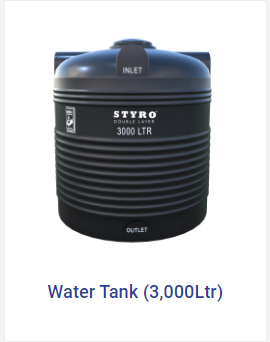 INLET
STYRO
DOUBLE LAYER
3000 LTR
OUTLET
Water Tank (3,000Ltr)